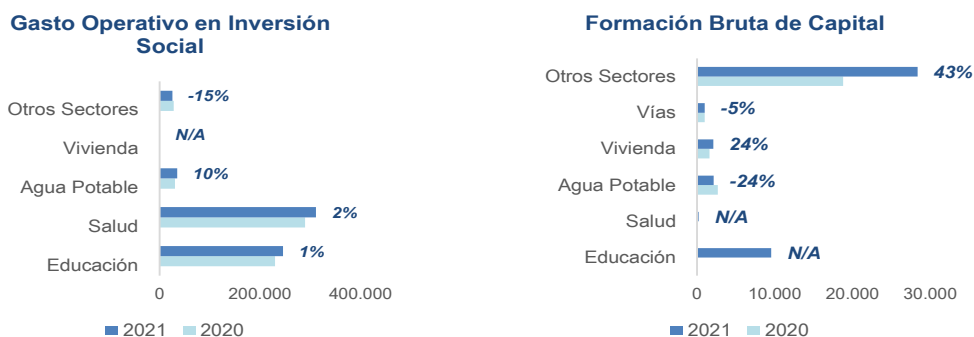 Gasto Operativo en Inversión
Social
Otros Sectores
-15%
Vivienda
N/A
Agua Potable
10%
Salud
2%
Educación
1%
0
200.000
400.000
2021
2020
Formación Bruta de Capital
Otros Sectores
43%
Vías
-5%
Vivienda
24%
Agua Potable
-24%
Salud
N/A
Educación
N/A
0
10.000
20.000
30.000
2021
2020